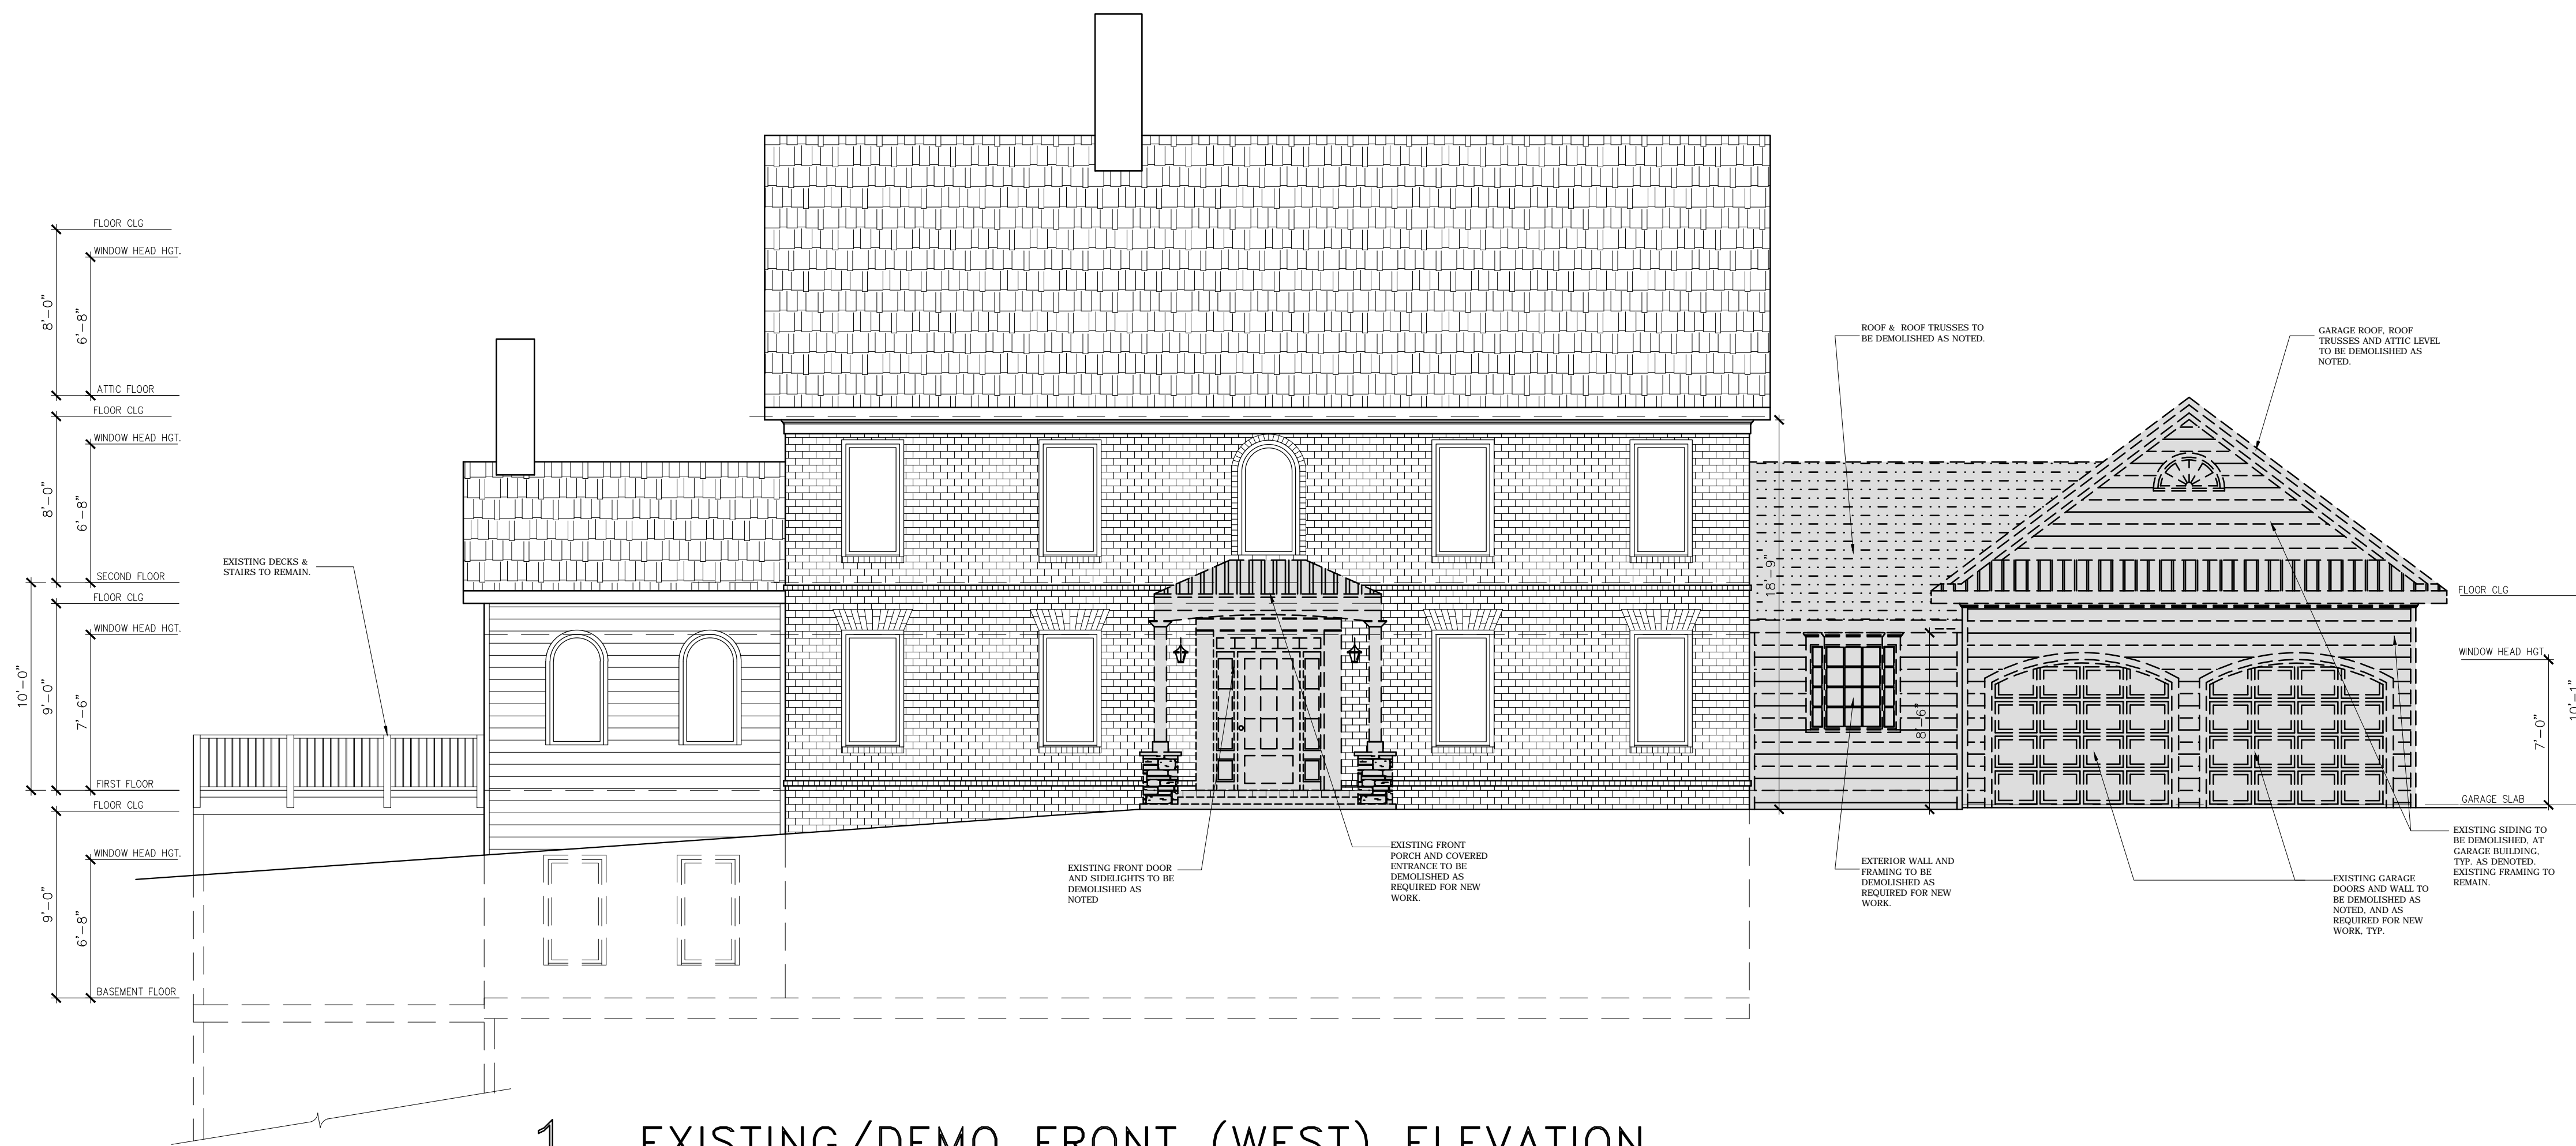 FLOOR CLG
WINDOW HEAD HGT.
8'-0"
6'-8"
ATTIC FLOOR
FLOOR CLG
WINDOW HEAD HGT.
8'-0"
6'-8"
SECOND FLOOR
FLOOR CLG
WINDOW HEAD HGT.
10'-0"
9'-0"
7'-6"
FIRST FLOOR
FLOOR CLG
WINDOW HEAD HGT.
9'-0"
6'-8"
BASEMENT FLOOR
EXISTING DECKS &
STAIRS TO REMAIN.
EXISTING FRONT DOOR
AND SIDELIGHTS TO BE
DEMOLISHED AS
NOTED
EXISTING FRONT
PORCH AND COVERED
ENTRANCE TO BE
DEMOLISHED AS
REQUIRED FOR NEW
WORK.
ROOF & ROOF TRUSSES TO
BE DEMOLISHED AS NOTED.
18'-9"
8'-6"
EXTERIOR WALL AND
FRAMING TO BE
DEMOLISHED AS
REQUIRED FOR NEW
WORK.
GARAGE ROOF, ROOF
TRUSSES AND ATTIC LEVEL
TO BE DEMOLISHED AS
NOTED.
FLOOR CLG
WINDOW HEAD HGT.
7'-0"
10'-1"
GARAGE SLAB
EXISTING SIDING TO
BE DEMOLISHED, AT
GARAGE BUILDING,
TYP. AS DENOTED.
EXISTING FRAMING TO
REMAIN.
EXISTING GARAGE
DOORS AND WALL TO
BE DEMOLISHED AS
NOTED, AND AS
REQUIRED FOR NEW
WORK, TYP.
1 EXISTING/DEMO FRONT (WEST) ELEVATION